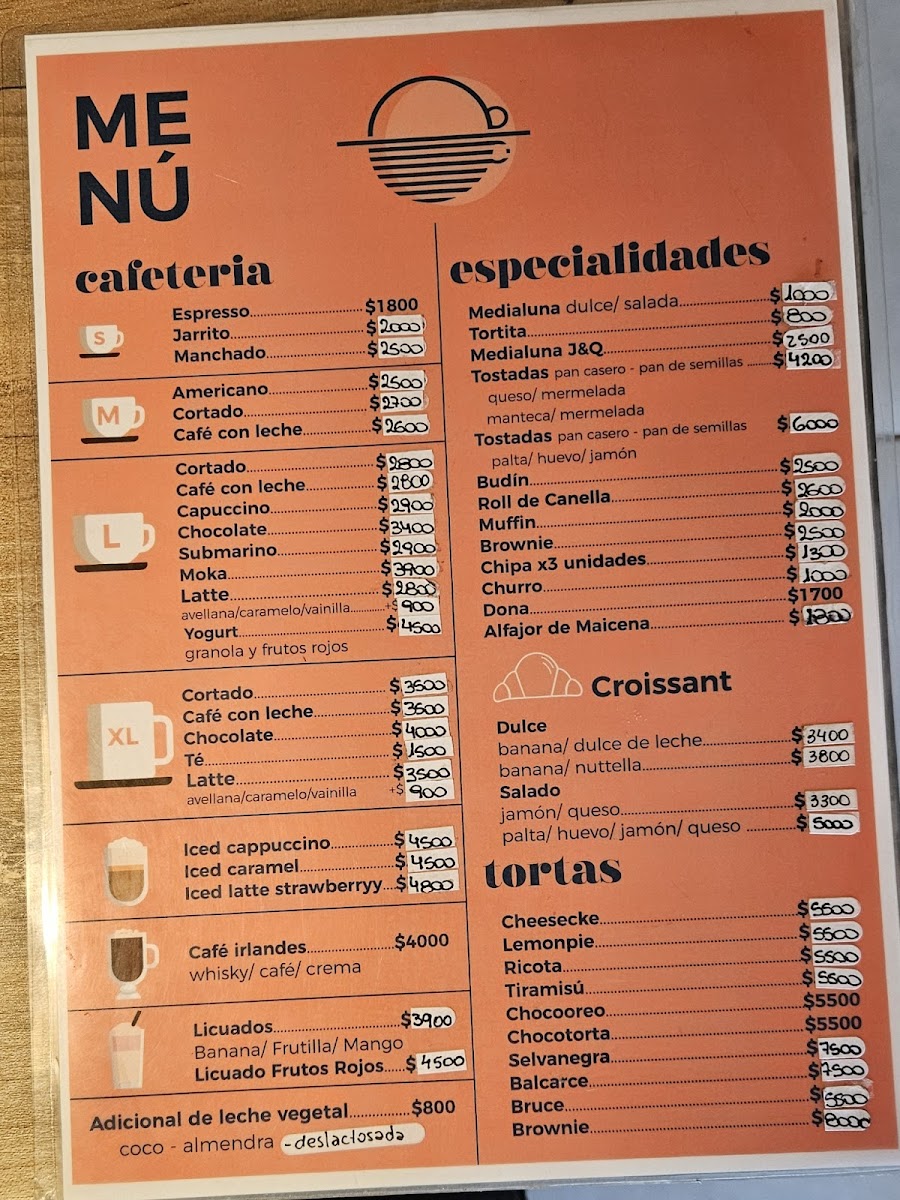 ME
NÚ
cafeteria
S
Espresso $1800
Jarrito $2000
Manchado $2500
M
Americano $2500
Cortado $2700
Café con leche $2600
L
Cortado $2800
Café con leche $2800
Capuccino $2900
Chocolate $3400
Submarino $2900
Moka $3900
Latte $2800
avellana/caramelo/vainilla +$900
Yogurt $4500
granola y frutos rojos
XL
Cortado $3500
Café con leche $3600
Chocolate $4000
Té $1500
Latte $3500
avellana/caramelo/vainilla +$900
Iced cappuccino $4500
Iced caramel $4500
Iced latte strawberryy $4800
Café irlandes $4000
whisky/ café/ crema
Licuados $3900
Banana/ Frutilla/ Mango
Licuado Frutos Rojos $4500
Adicional de leche vegetal $800
coco - almendra - deslactosada
especialidades
Medialuna dulce/ salada $1000
Tortita $800
Medialuna J&Q $2500
Tostadas pan casero - pan de semillas $4200
queso/ mermelada
manteca/ mermelada
Tostadas pan casero - pan de semillas $6000
palta/ huevo/ jamón
Budín $2500
Roll de Canella $2600
Muffin $2000
Brownie $2500
Chipa x3 unidades $1300
Churro $1000
Dona $1700
Alfajor de Maicena $
Croissant
Dulce
banana/ dulce de leche $3400
banana/ nuttella $3800
Salado
jamón/ queso $3300
palta/ huevo/ jamón/ queso $5000
tortas
Cheesecke $5500
Lemonpie $5500
Ricota $5500
Tiramisú $5500
Chocooreo $5500
Chocotorta $5500
Selvanegra $7500
Balcarce $7500
Bruce $5500
Brownie $8000